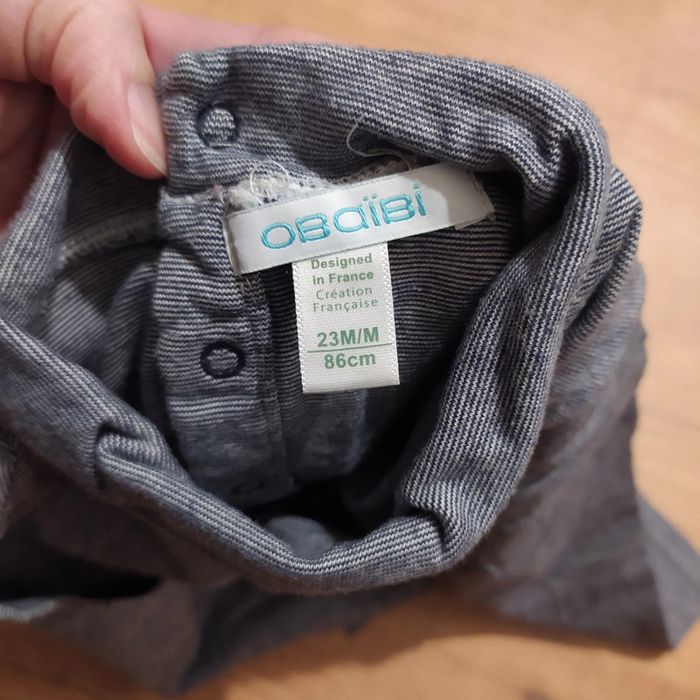 OBaïBi
Designed
in France
Création
Française
23M/M
86cm